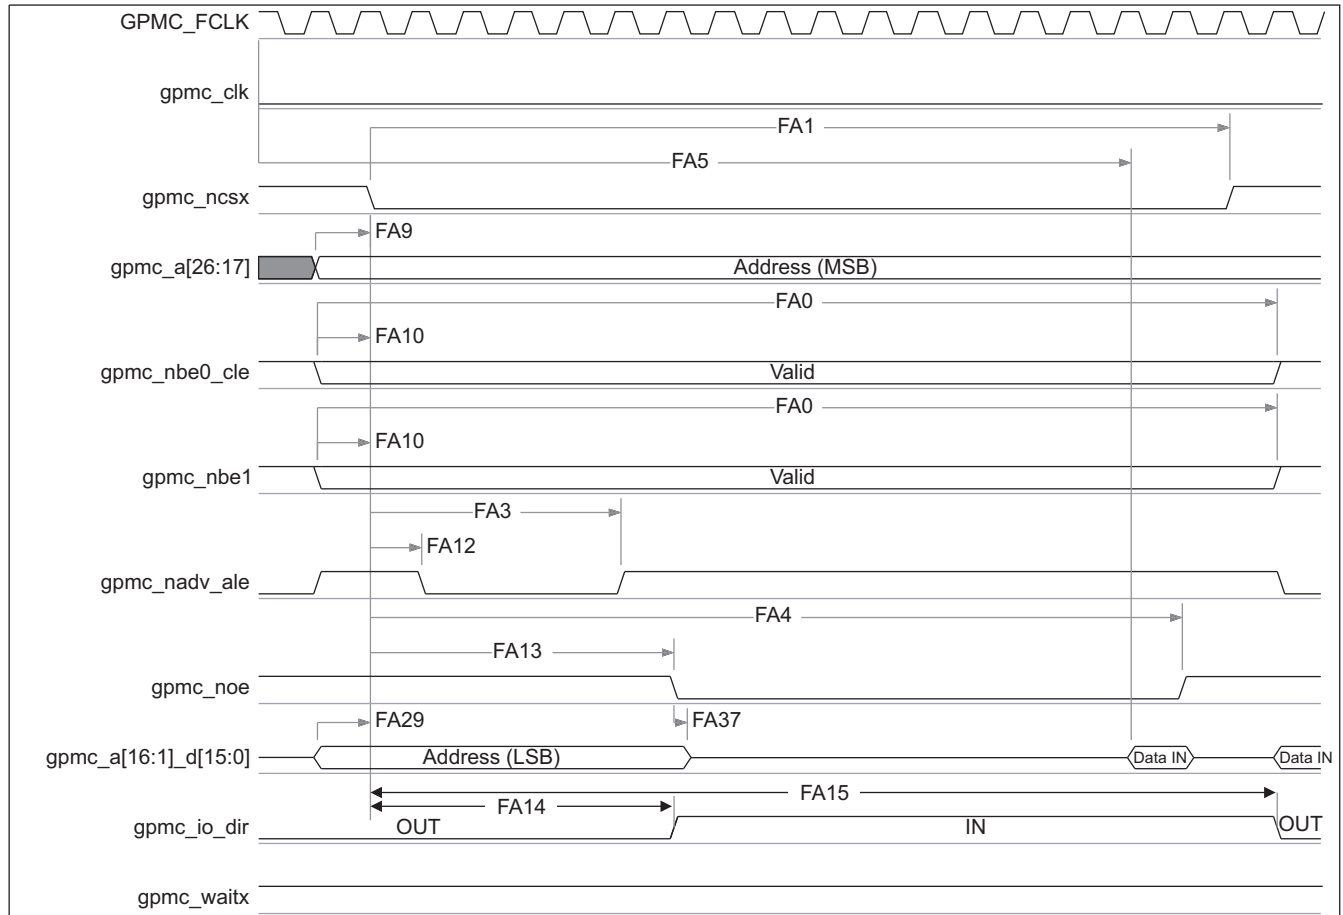 GPMC_FCLK
gpmc_clk
FA1
FA5
gpmc_ncsx
FA9
gpmc_a[26:17] Address (MSB)
FA0
FA10
gpmc_nbe0_cle Valid
FA0
FA10
gpmc_nbe1 Valid
FA3
FA12
gpmc_nadv_ale
FA4
FA13
gpmc_noe
FA29 FA37
gpmc_a[16:1]_d[15:0] Address (LSB) Data IN Data IN
FA15
FA14
gpmc_io_dir OUT IN OUT
gpmc_waitx